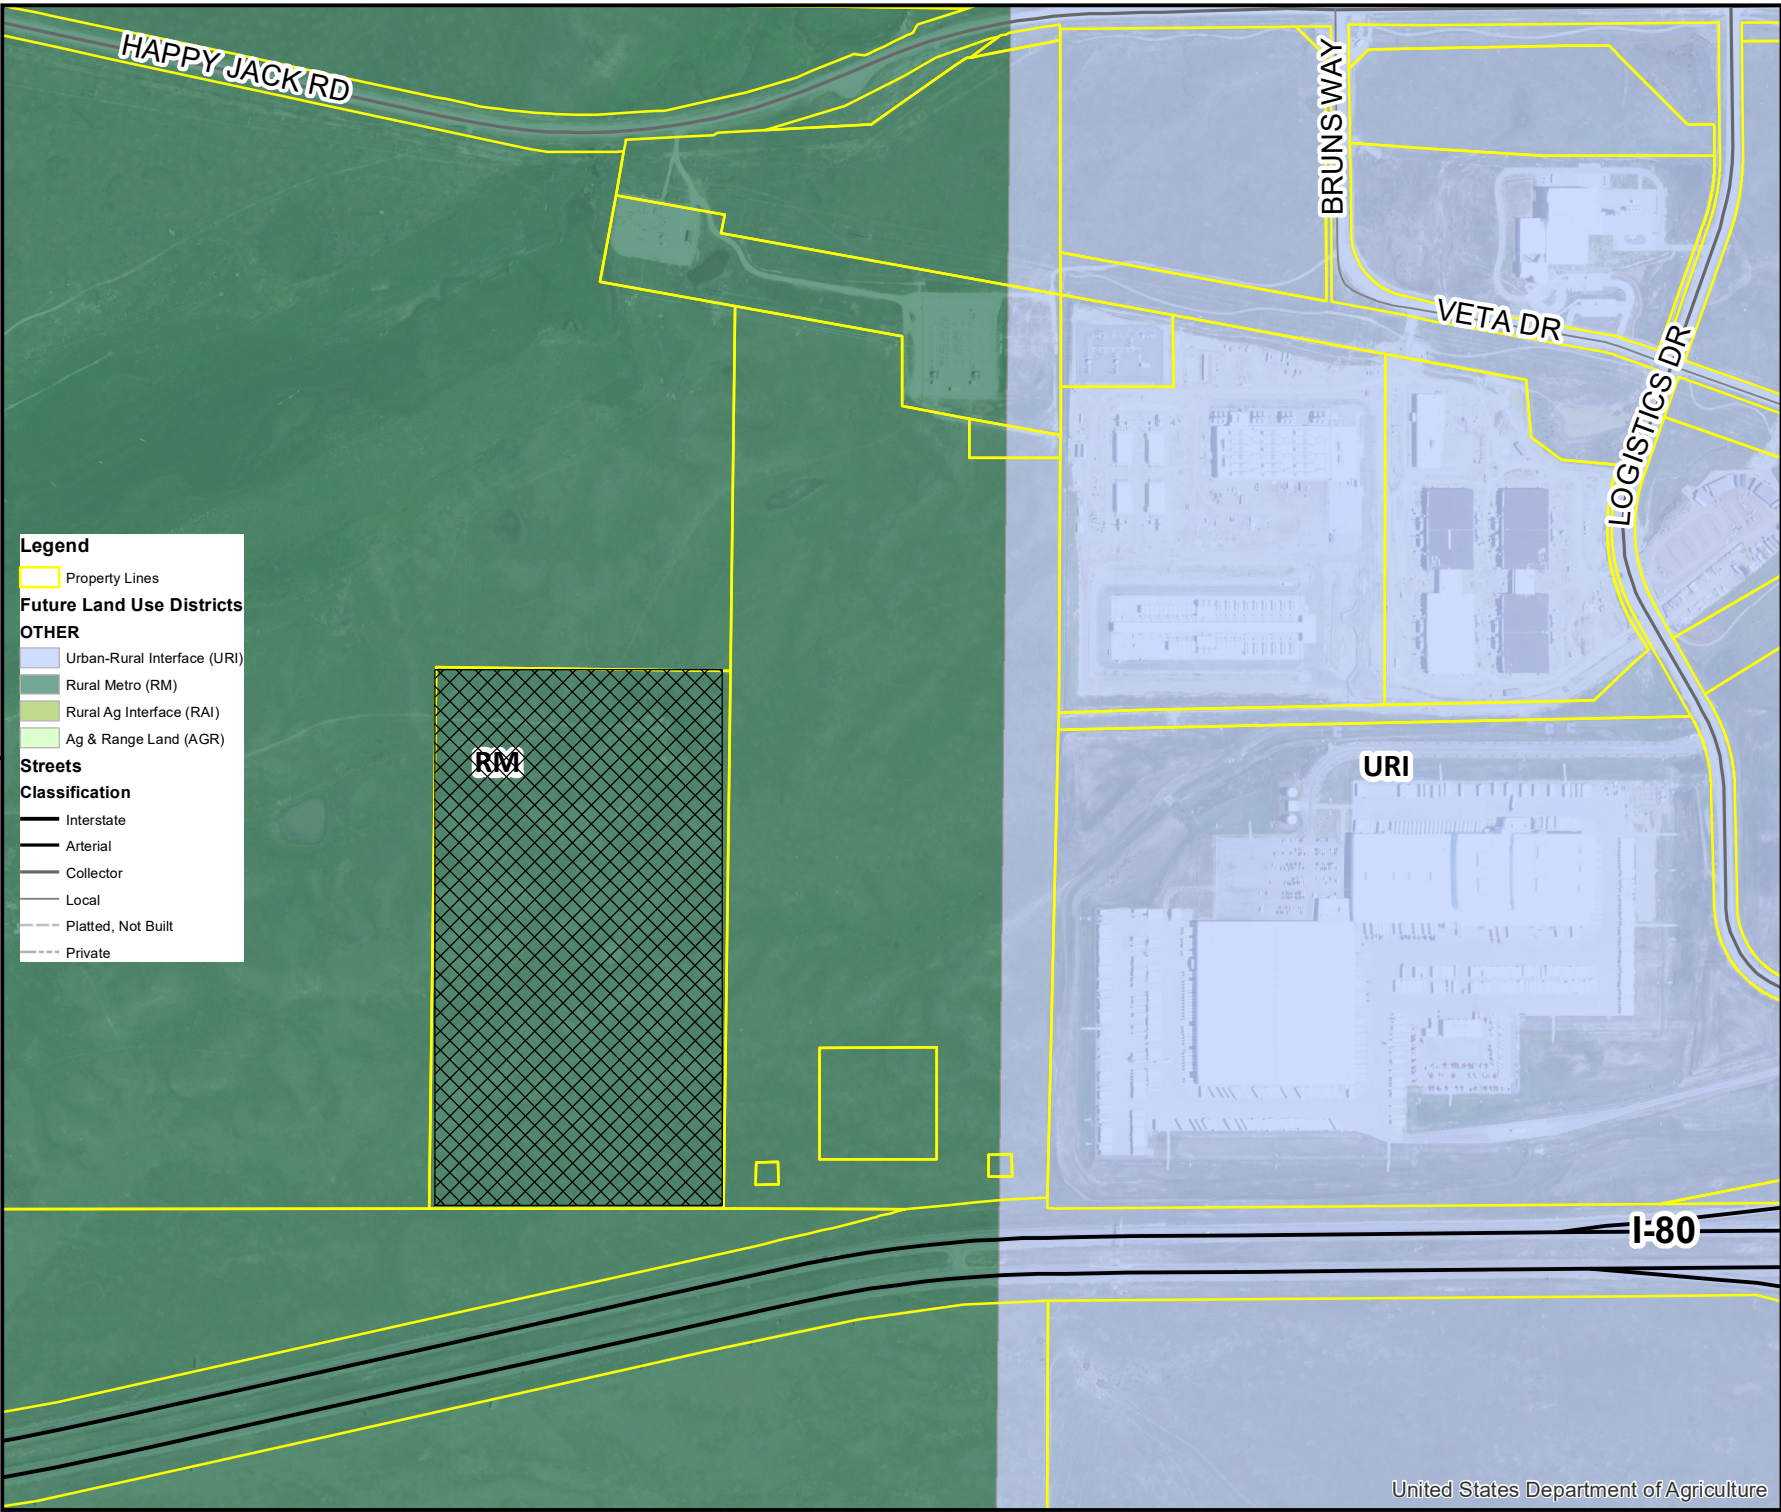 HAPPY JACK RD
BRUNS WAY
VETA DR
LOGISTICS DR
Legend
Property Lines
Future Land Use Districts
OTHER
Urban-Rural Interface (URI)
Rural Metro (RM)
Rural Ag Interface (RAI)
Ag & Range Land (AGR)
Streets
Classification
Interstate
Arterial
Collector
Local
Platted, Not Built
Private
RM
URI
I-80
United States Department of Agriculture